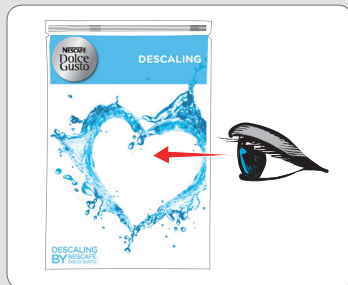 NESCAFÉ
Dolce
Gusto
DESCALING
DESCALING
BY NESCAFÉ
DOLCE GUSTO